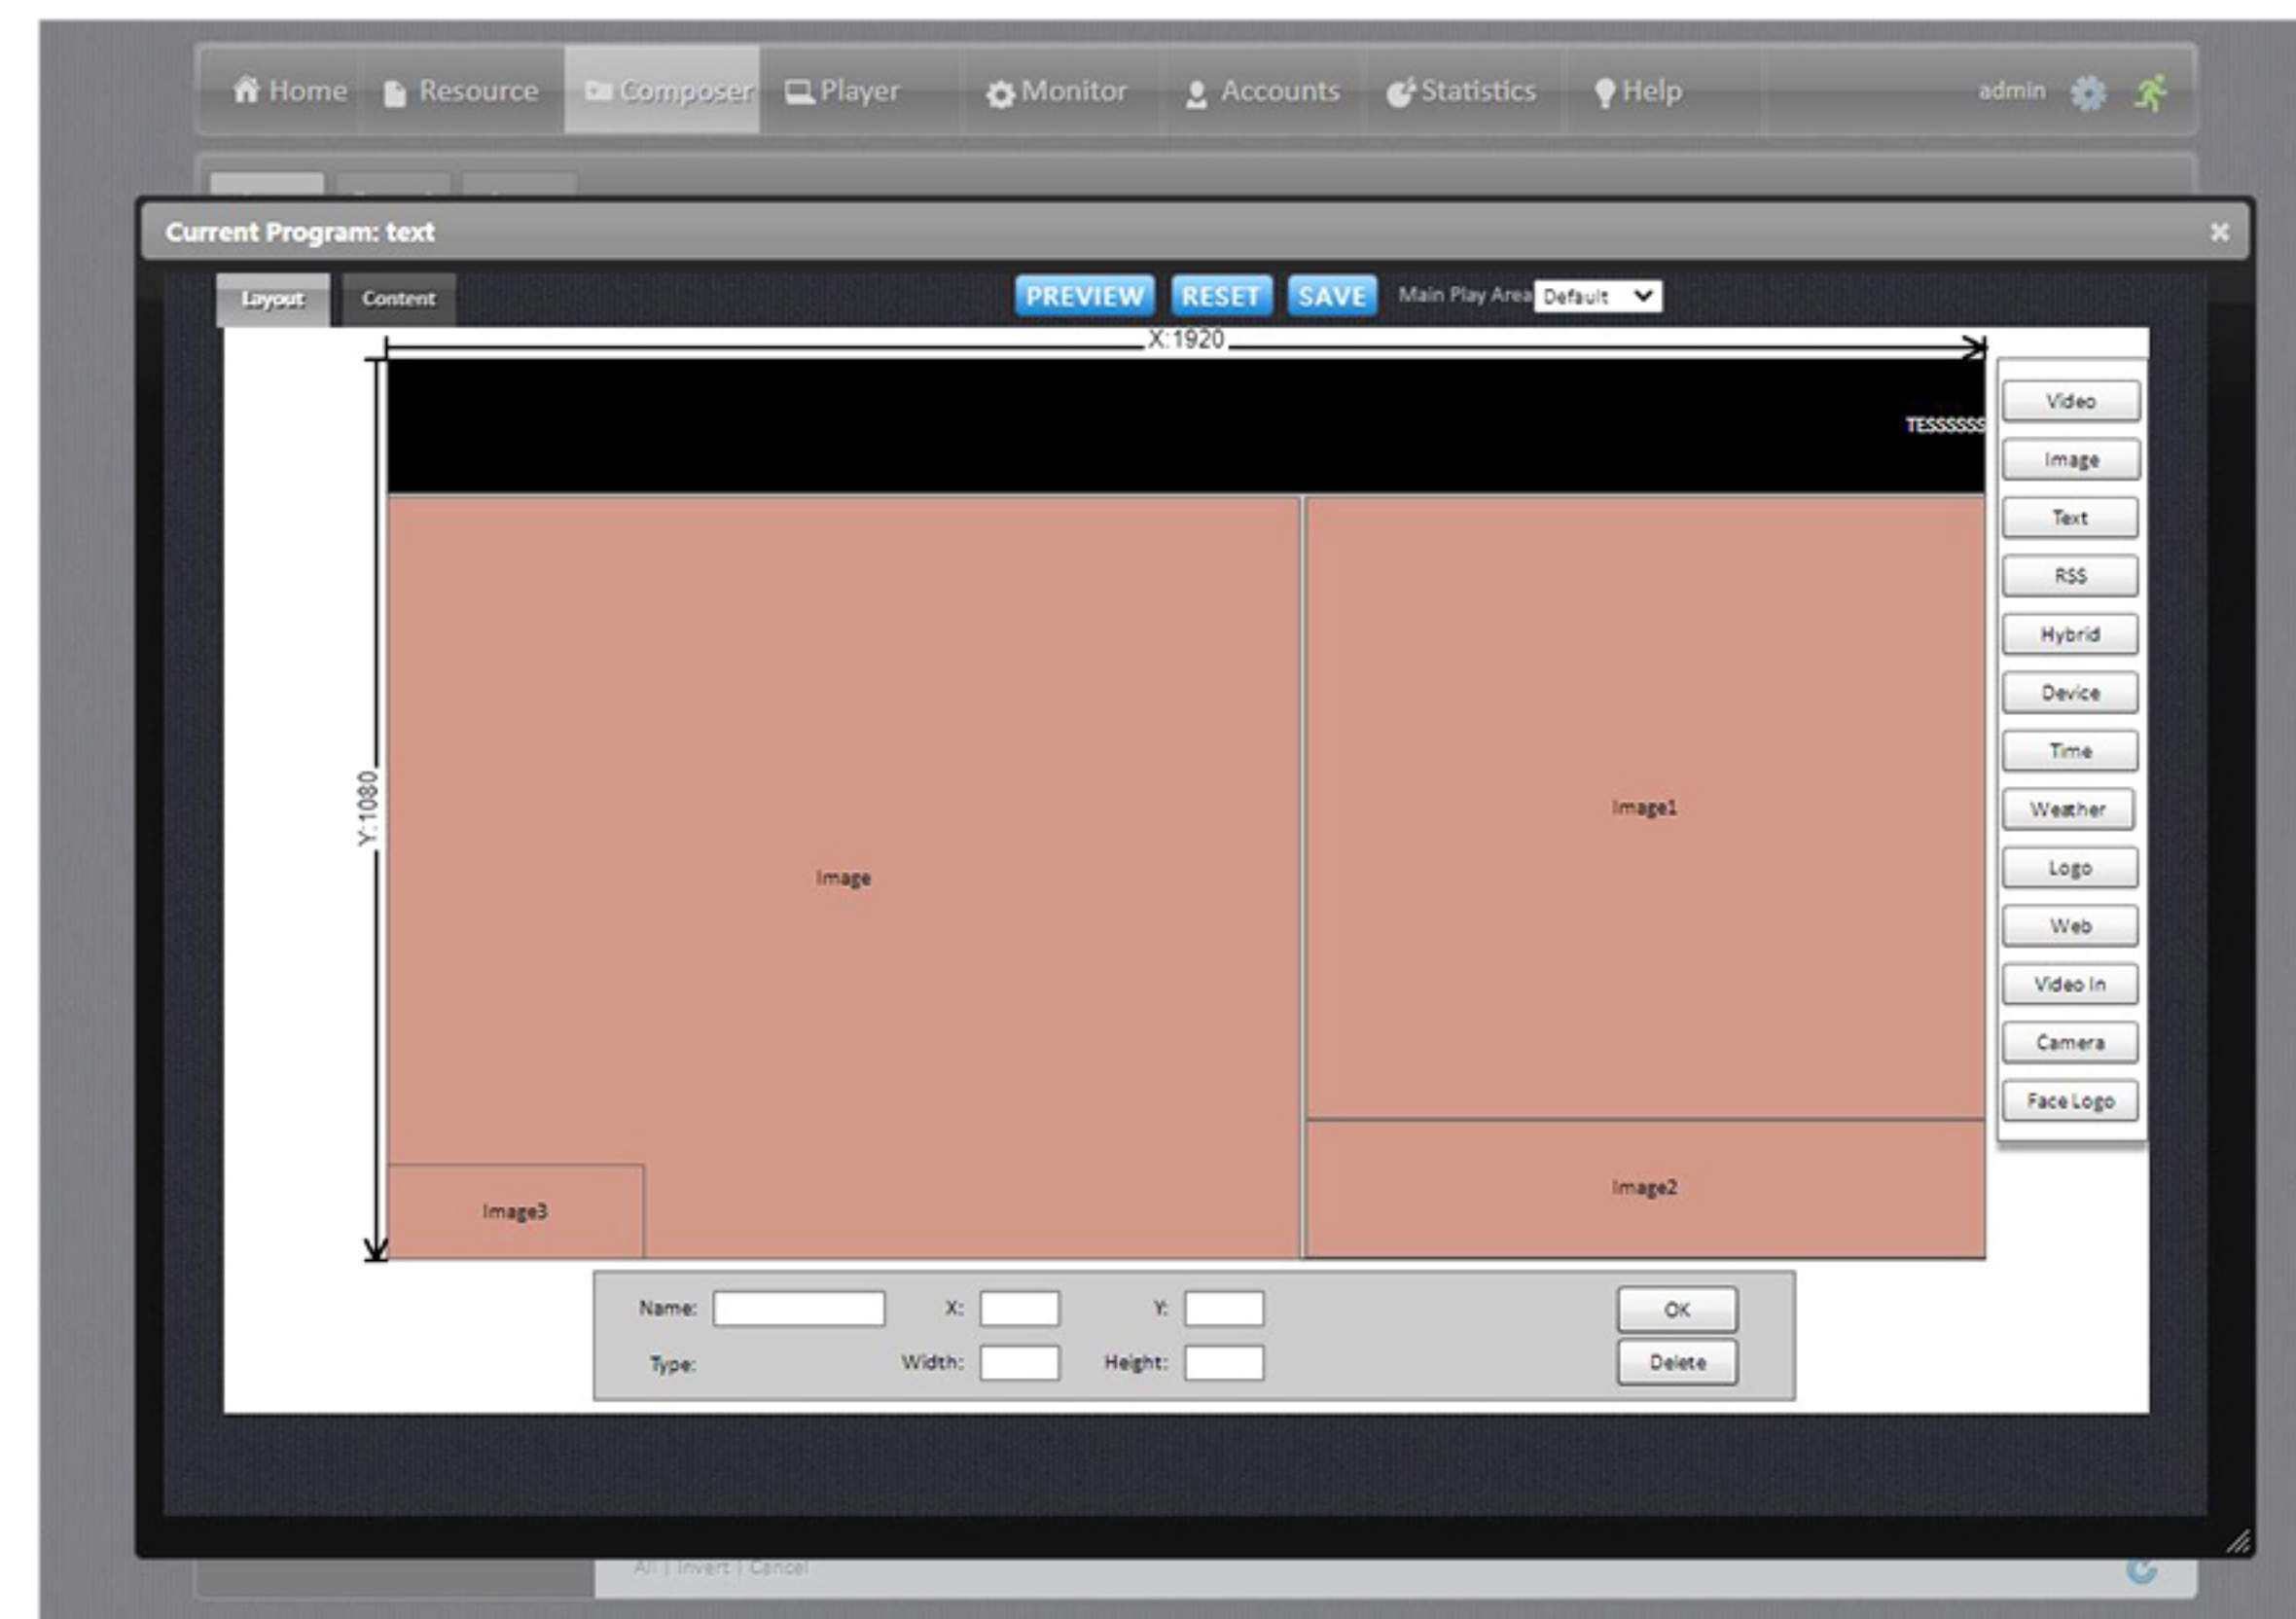 Home Resource Composer Player Monitor Accounts Statistics Help admin
Current Program: text
Layout Content PREVIEW RESET SAVE Main Play Area Default
X:1920
TESSSSSS
Video
Image
Text
RSS
Hybrid
Device
Time
Weather
Logo
Web
Video In
Camera
Face Logo
Y:1080
Image
Image1
Image2
Image3
Name: X: Y: OK
Type: Width: Height: Delete
All | Invert | Cancel